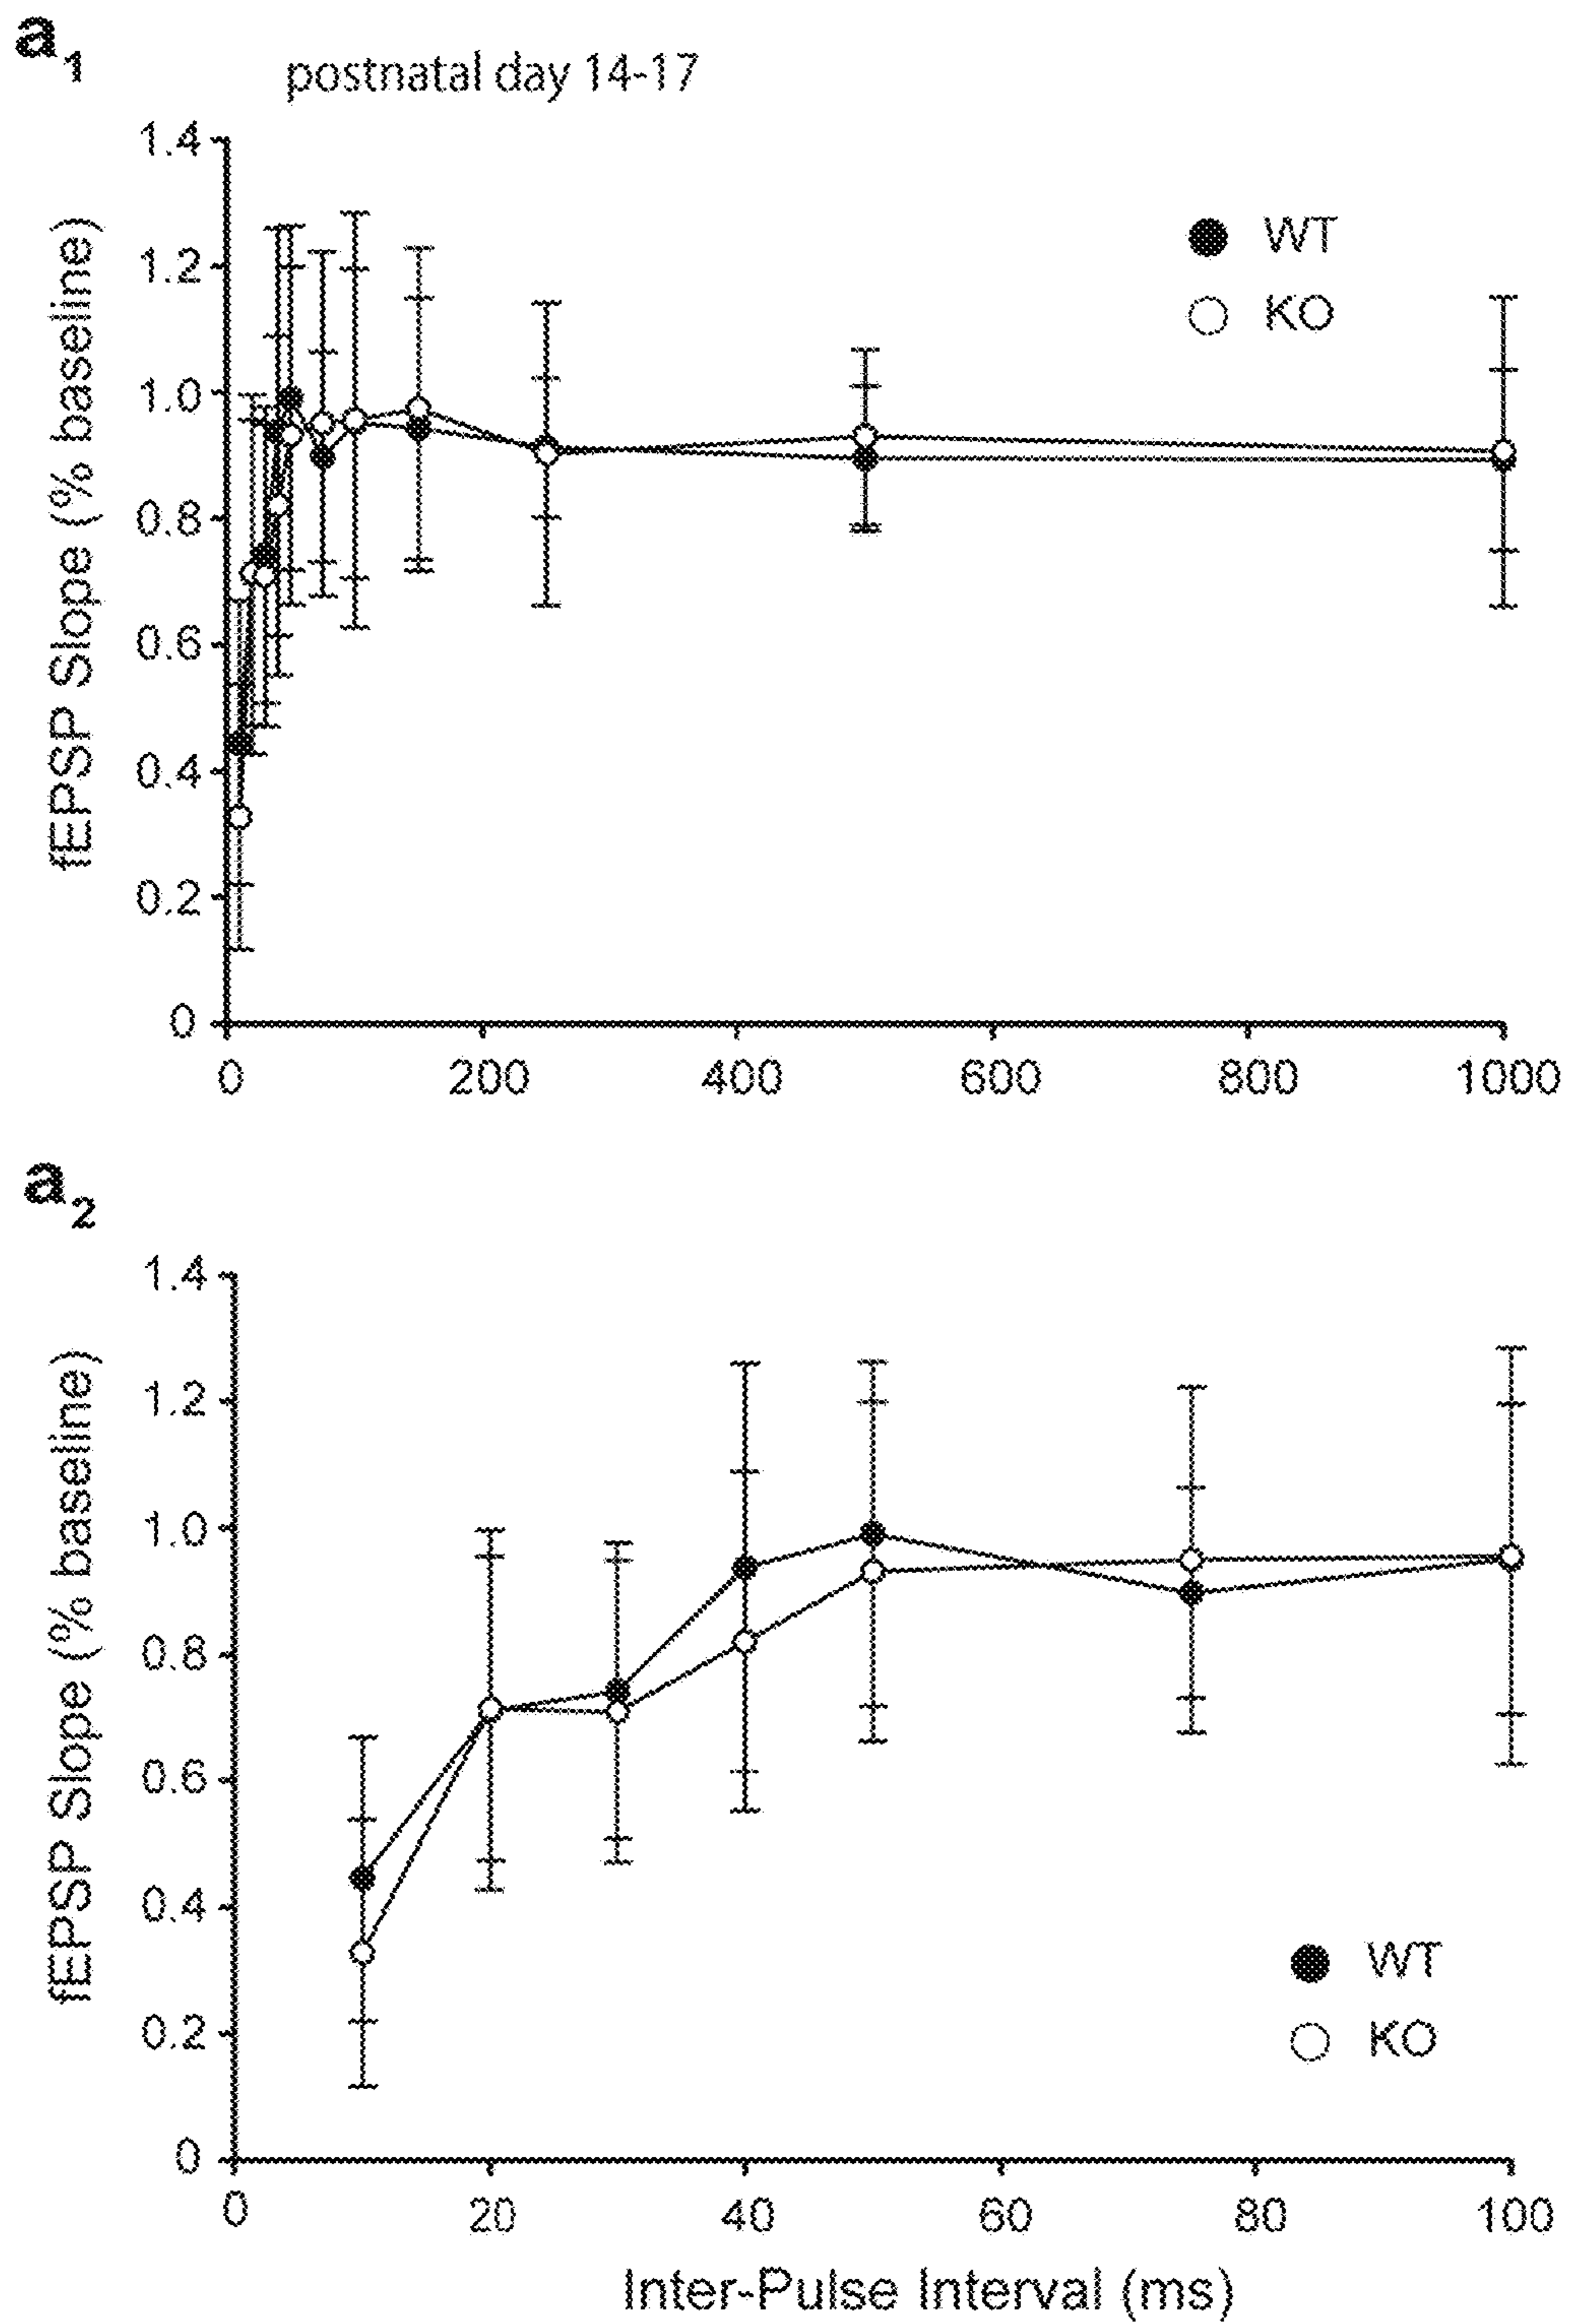 a1
postnatal day 14-17
1.4
1.2
1.0
0.8
0.6
0.4
0.2
0
fEPSP Slope (% baseline)
WT
KO
0 200 400 600 800 1000
a2
1.4
1.2
1.0
0.8
0.6
0.4
0.2
0
fEPSP Slope (% baseline)
WT
KO
0 20 40 60 80 100
Inter-Pulse Interval (ms)